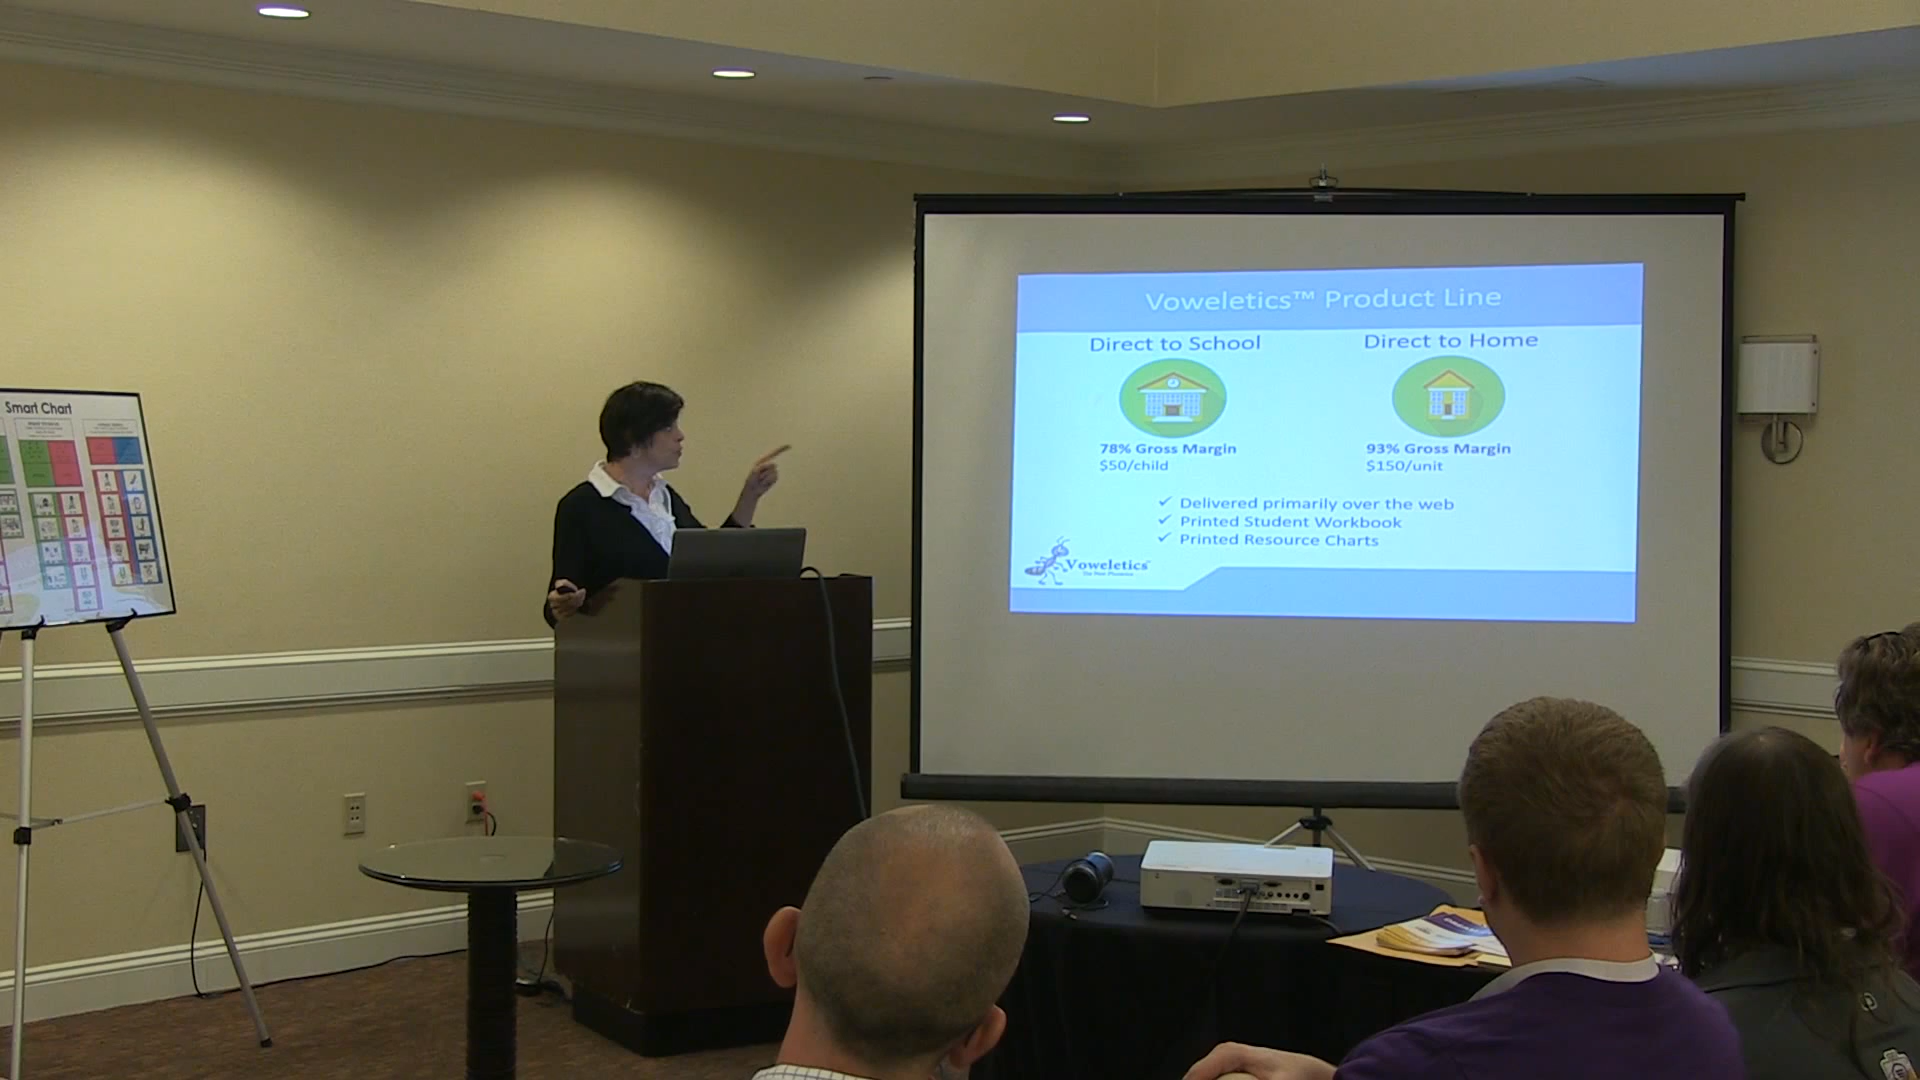 Smart Chart
Voweletics™ Product Line
Direct to School
Direct to Home
78% Gross Margin
$50/child
93% Gross Margin
$150/unit
✓ Delivered primarily over the web
✓ Printed Student Workbook
✓ Printed Resource Charts
Voweletics™